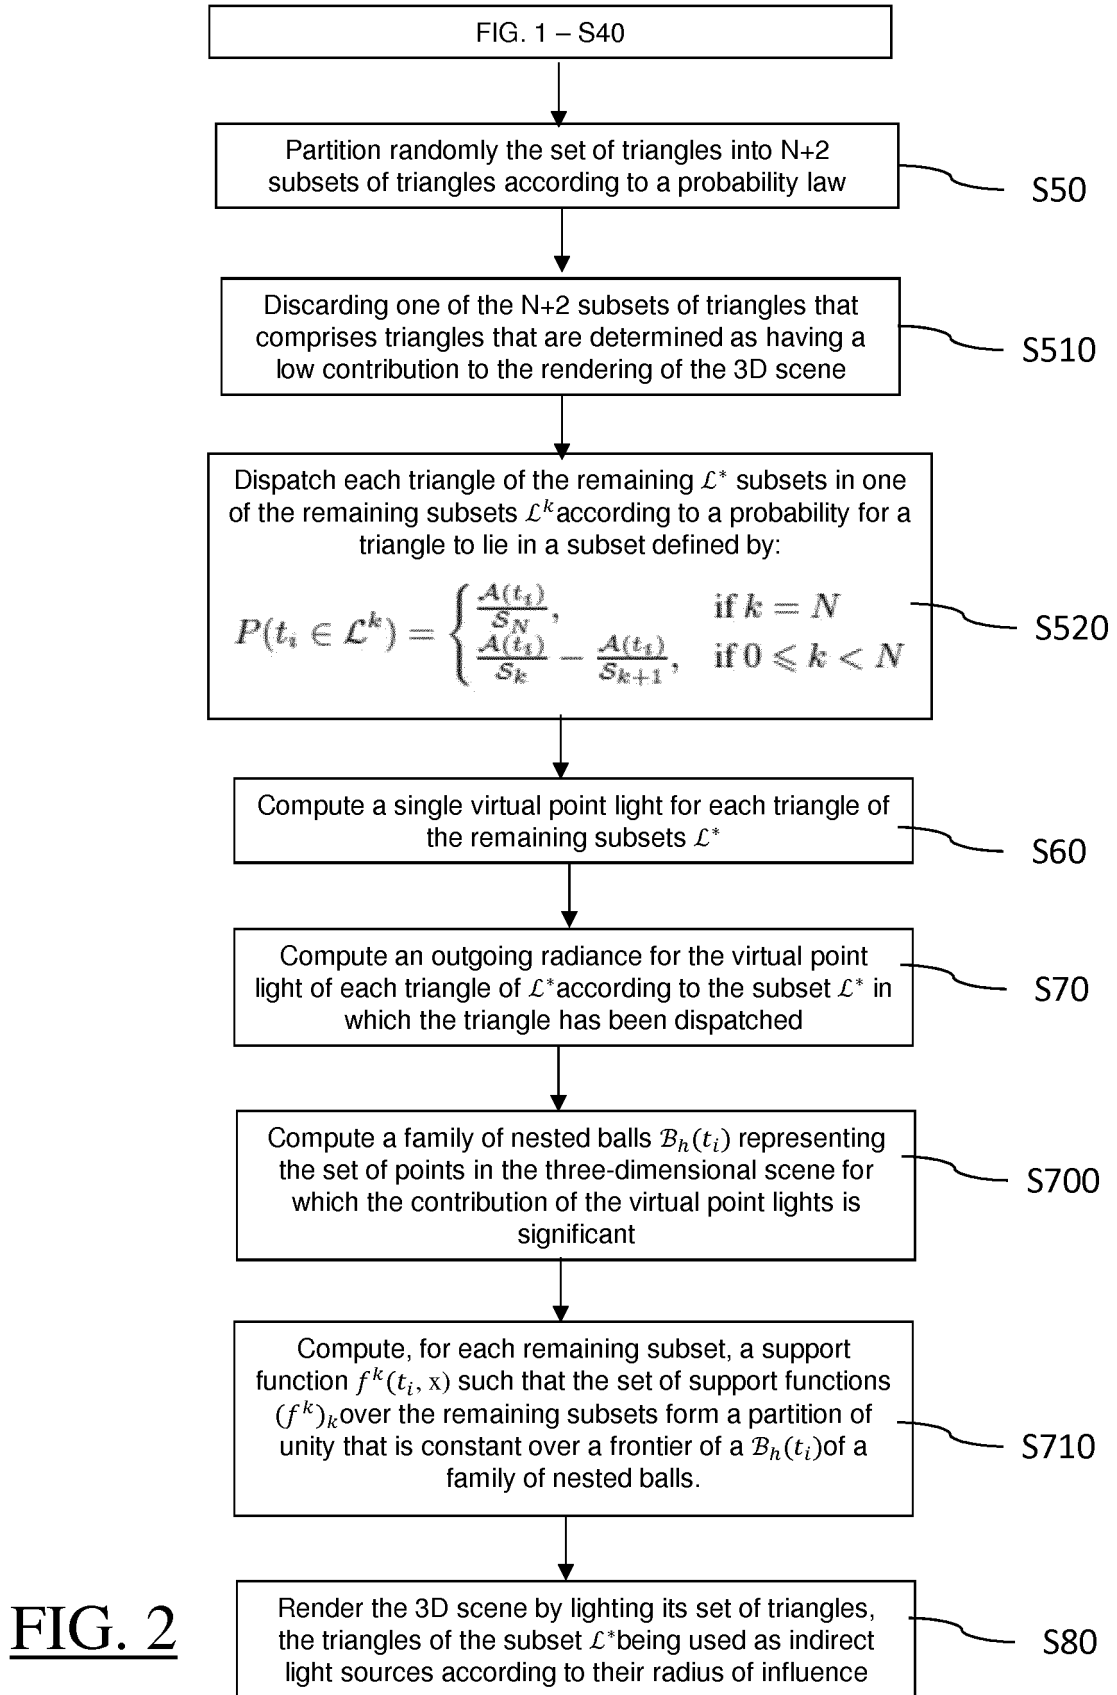 FIG. 1 – S40
Partition randomly the set of triangles into N+2
subsets of triangles according to a probability law
S50
Discarding one of the N+2 subsets of triangles that
comprises triangles that are determined as having a
low contribution to the rendering of the 3D scene
S510
Dispatch each triangle of the remaining ℒ* subsets in one
of the remaining subsets ℒ^k according to a probability for a
triangle to lie in a subset defined by:
P(t_i ∈ ℒ^k) = { 𝒜(t_i)/𝒮_N, if k = N
𝒜(t_i)/𝒮_k − 𝒜(t_i)/𝒮_{k+1}, if 0 ⩽ k < N
S520
Compute a single virtual point light for each triangle of
the remaining subsets ℒ*
S60
Compute an outgoing radiance for the virtual point
light of each triangle of ℒ* according to the subset ℒ* in
which the triangle has been dispatched
S70
Compute a family of nested balls ℬ_h(t_i) representing
the set of points in the three-dimensional scene for
which the contribution of the virtual point lights is
significant
S700
Compute, for each remaining subset, a support
function f^k(t_i, x) such that the set of support functions
(f^k)_k over the remaining subsets form a partition of
unity that is constant over a frontier of a ℬ_h(t_i) of a
family of nested balls.
S710
Render the 3D scene by lighting its set of triangles,
the triangles of the subset ℒ* being used as indirect
light sources according to their radius of influence
S80
FIG. 2